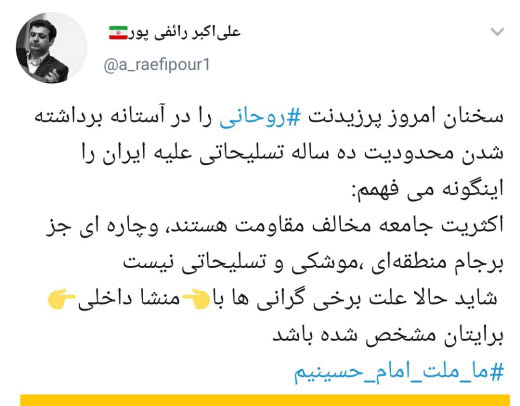 علی‌اکبر رائفی پور🇮🇷
@a_raefipour1
سخنان امروز پرزیدنت #روحانی را در آستانه برداشته
شدن محدودیت ده ساله تسلیحاتی علیه ایران را
اینگونه می فهمم:
اکثریت جامعه مخالف مقاومت هستند، وچاره ای جز
برجام منطقه‌ای ،موشکی و تسلیحاتی نیست
شاید حالا علت برخی گرانی ها با👈منشا داخلی👉
برایتان مشخص شده باشد
#ما_ملت_امام_حسینیم